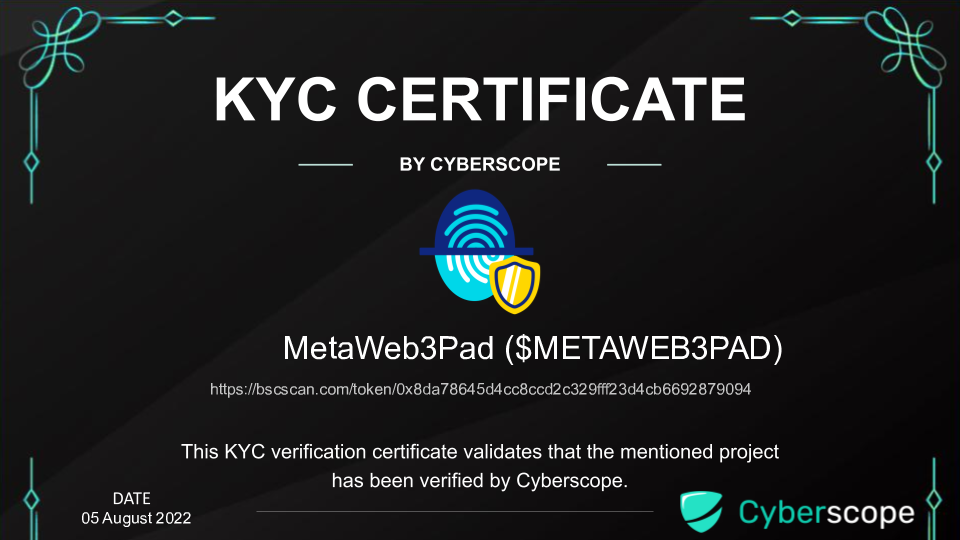 KYC CERTIFICATE
BY CYBERSCOPE
MetaWeb3Pad ($METAWEB3PAD)
https://bscscan.com/token/0x8da78645d4cc8ccd2c329fff23d4cb6692879094
This KYC verification certificate validates that the mentioned project
has been verified by Cyberscope.
DATE
05 August 2022
Cyberscope